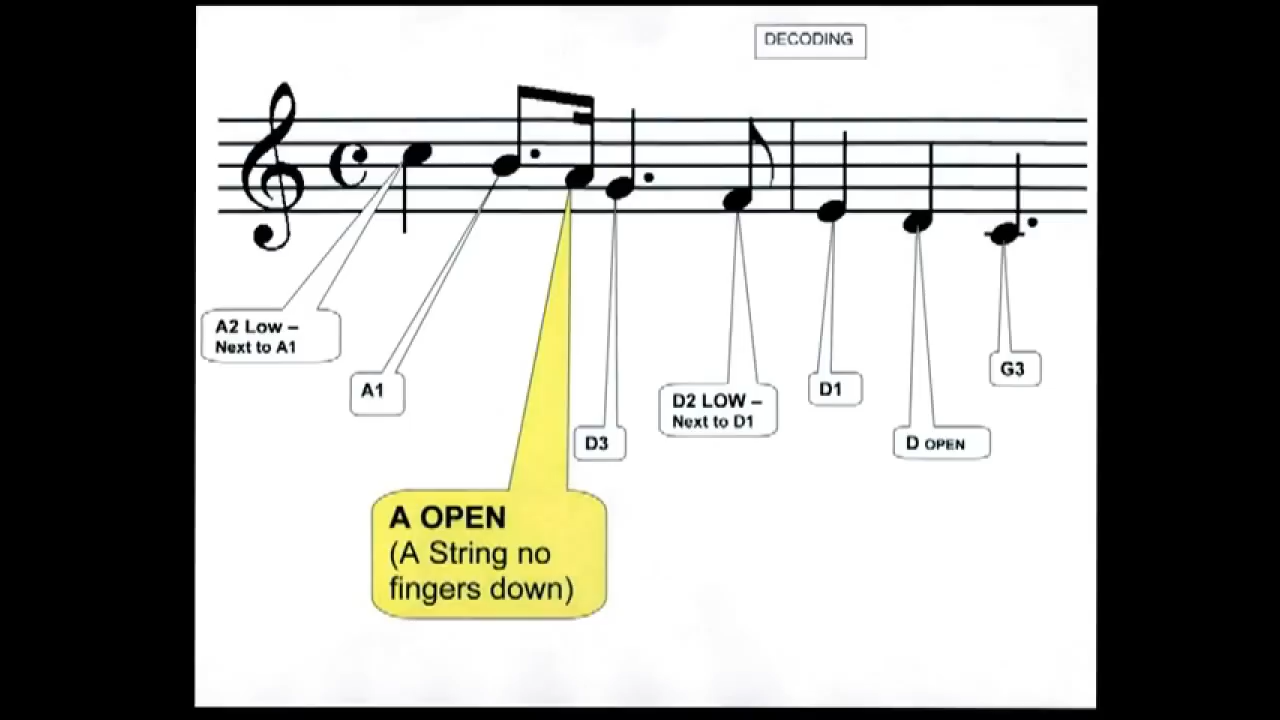 DECODING
A2 Low –
Next to A1
A1
A OPEN
(A String no
fingers down)
D3
D2 LOW –
Next to D1
D1
D OPEN
G3